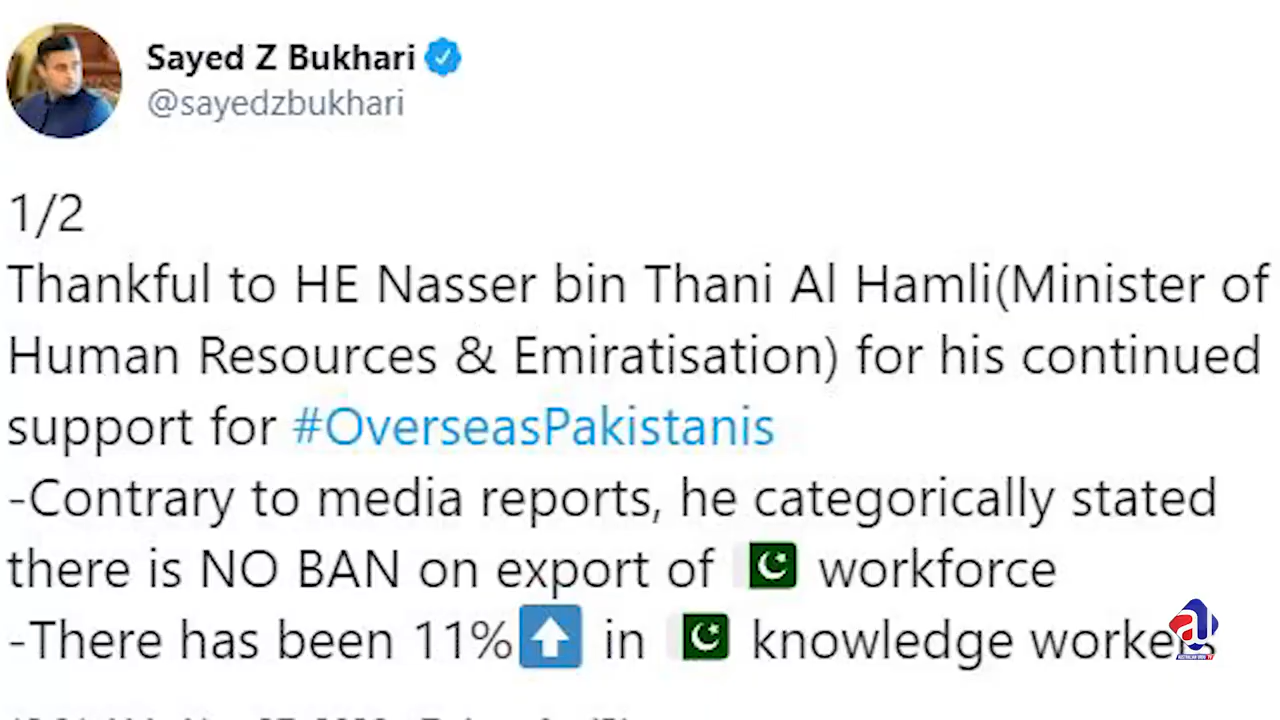 Sayed Z Bukhari
@sayedzbukhari
1/2
Thankful to HE Nasser bin Thani Al Hamli(Minister of
Human Resources & Emiratisation) for his continued
support for #OverseasPakistanis
-Contrary to media reports, he categorically stated
there is NO BAN on export of 🇵🇰 workforce
-There has been 11%⬆️ in 🇵🇰 knowledge workers